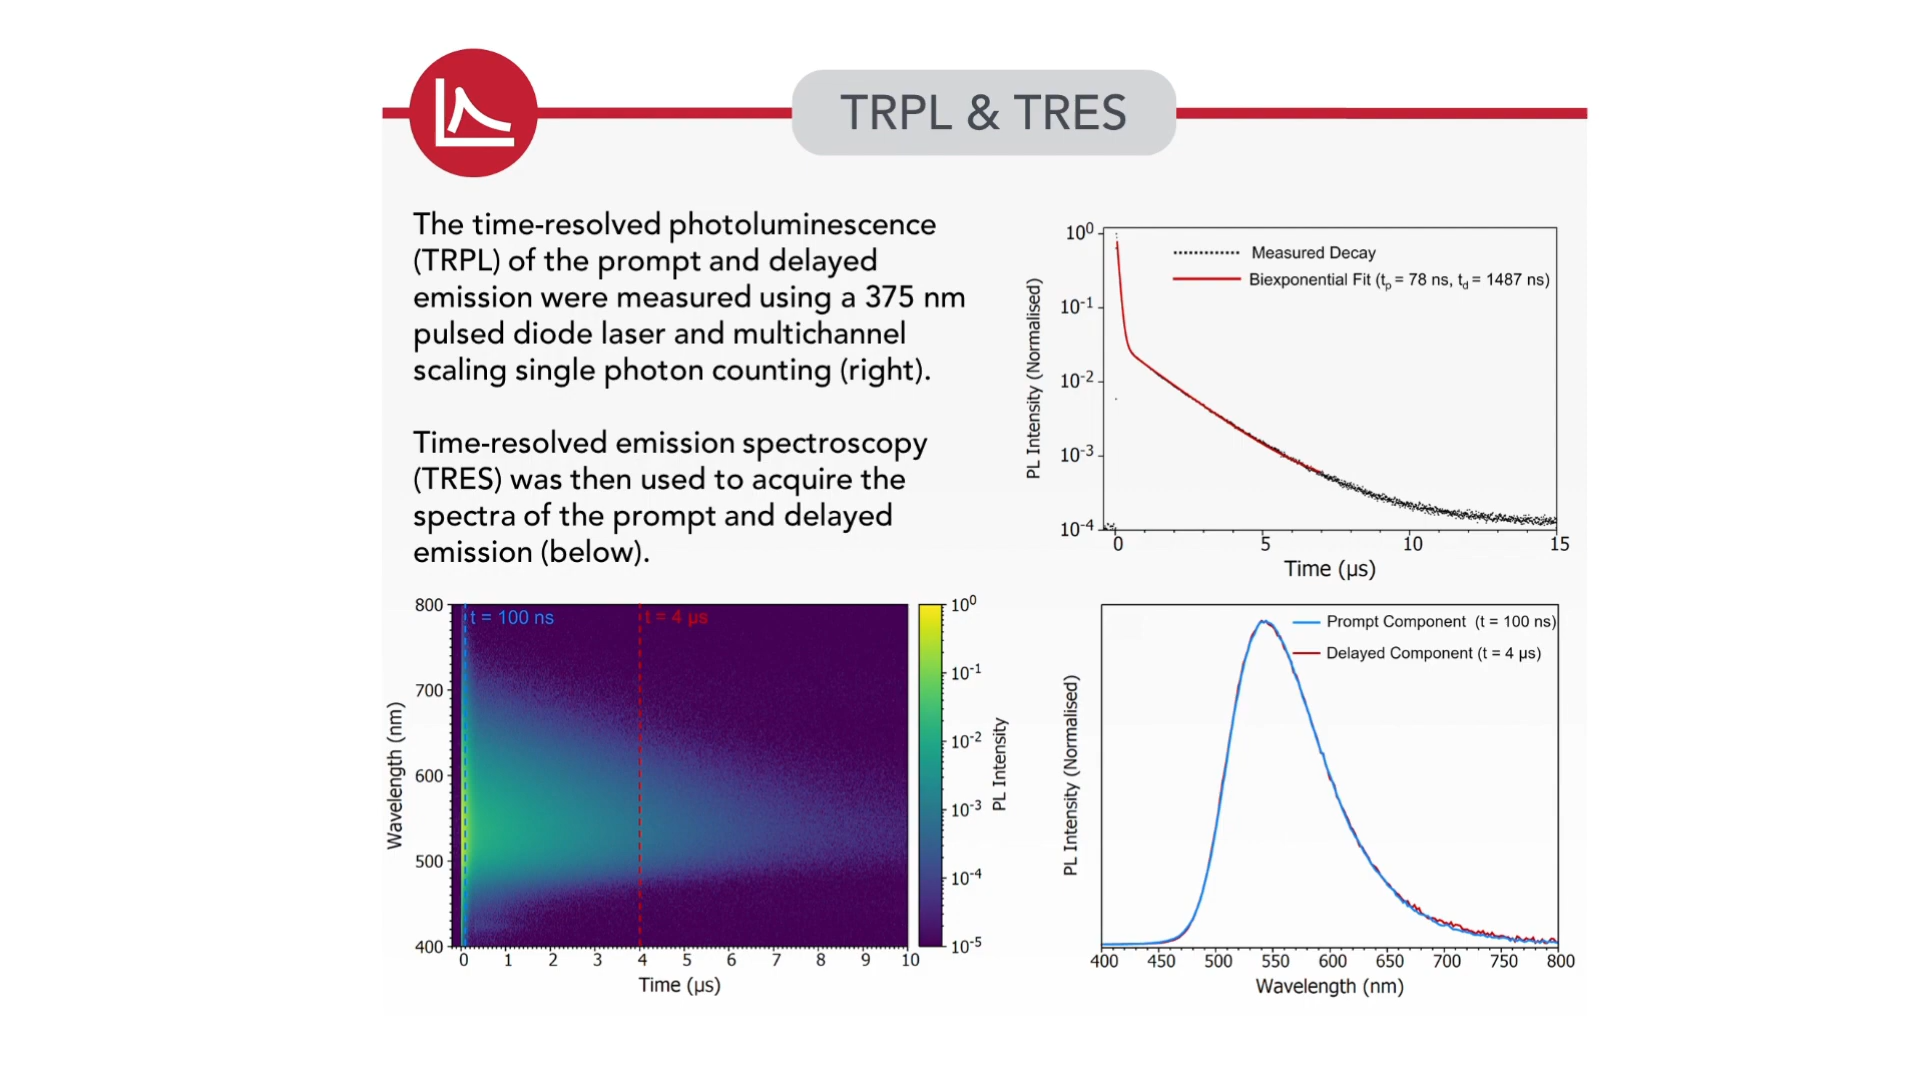 TRPL & TRES
The time-resolved photoluminescence
(TRPL) of the prompt and delayed
emission were measured using a 375 nm
pulsed diode laser and multichannel
scaling single photon counting (right).
Time-resolved emission spectroscopy
(TRES) was then used to acquire the
spectra of the prompt and delayed
emission (below).
10⁰
10⁻¹
10⁻²
10⁻³
10⁻⁴
PL Intensity (Normalised)
Measured Decay
Biexponential Fit (tₚ = 78 ns, t_d = 1487 ns)
0 5 10 15
Time (µs)
800
700
600
500
400
Wavelength (nm)
t = 100 ns
t = 4 µs
0 1 2 3 4 5 6 7 8 9 10
Time (µs)
10⁰
10⁻¹
10⁻²
10⁻³
10⁻⁴
10⁻⁵
PL Intensity
PL Intensity (Normalised)
Prompt Component (t = 100 ns)
Delayed Component (t = 4 µs)
400 450 500 550 600 650 700 750 800
Wavelength (nm)